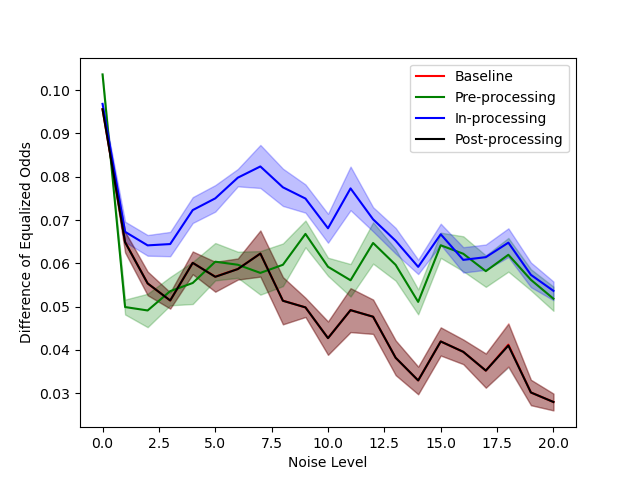 Baseline
Pre-processing
In-processing
Post-processing
Difference of Equalized Odds
0.10
0.09
0.08
0.07
0.06
0.05
0.04
0.03
0.0 2.5 5.0 7.5 10.0 12.5 15.0 17.5 20.0
Noise Level